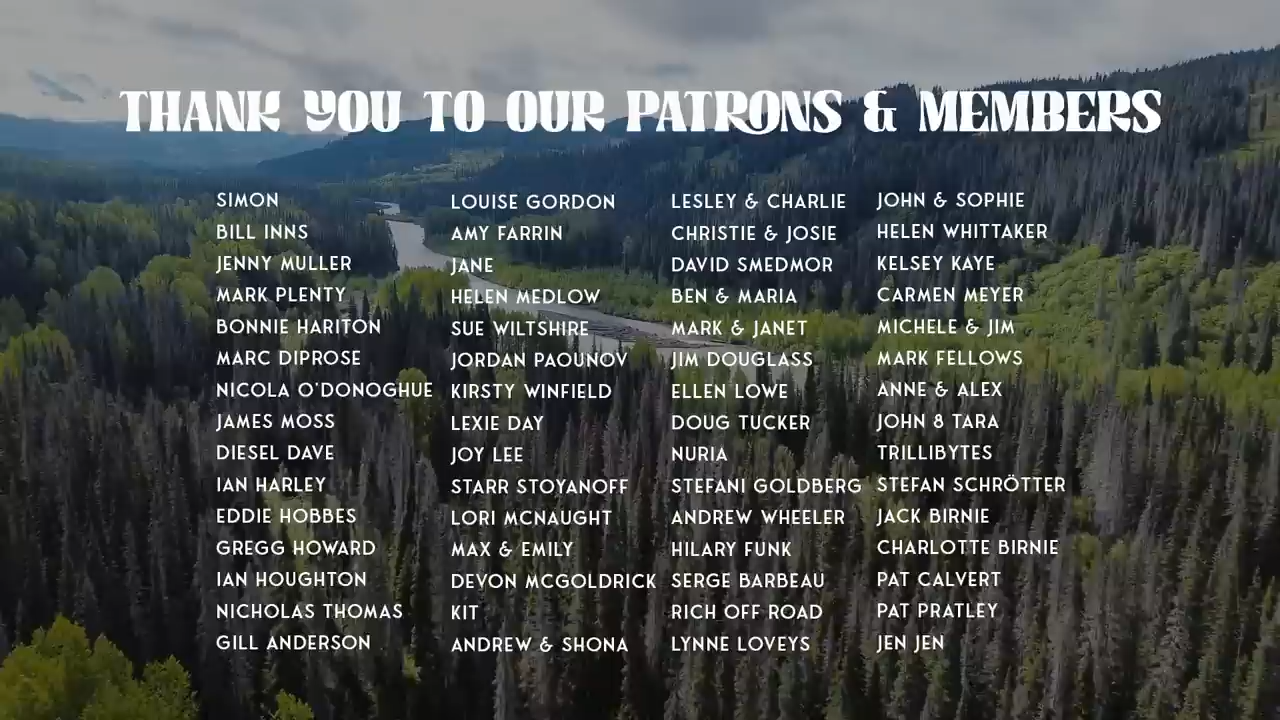 THANK YOU TO OUR PATRONS & MEMBERS
SIMON
BILL INNS
JENNY MULLER
MARK PLENTY
BONNIE HARITON
MARC DIPROSE
NICOLA O'DONOGHUE
JAMES MOSS
DIESEL DAVE
IAN HARLEY
EDDIE HOBBES
GREGG HOWARD
IAN HOUGHTON
NICHOLAS THOMAS
GILL ANDERSON
LOUISE GORDON
AMY FARRIN
JANE
HELEN MEDLOW
SUE WILTSHIRE
JORDAN PAOUNOV
KIRSTY WINFIELD
LEXIE DAY
JOY LEE
STARR STOYANOFF
LORI MCNAUGHT
MAX & EMILY
DEVON MCGOLDRICK
KIT
ANDREW & SHONA
LESLEY & CHARLIE
CHRISTIE & JOSIE
DAVID SMEDMOR
BEN & MARIA
MARK & JANET
JIM DOUGLASS
ELLEN LOWE
DOUG TUCKER
NURIA
STEFANI GOLDBERG
ANDREW WHEELER
HILARY FUNK
SERGE BARBEAU
RICH OFF ROAD
LYNNE LOVEYS
JOHN & SOPHIE
HELEN WHITTAKER
KELSEY KAYE
CARMEN MEYER
MICHELE & JIM
MARK FELLOWS
ANNE & ALEX
JOHN 8 TARA
TRILLIBYTES
STEFAN SCHRÖTTER
JACK BIRNIE
CHARLOTTE BIRNIE
PAT CALVERT
PAT PRATLEY
JEN JEN